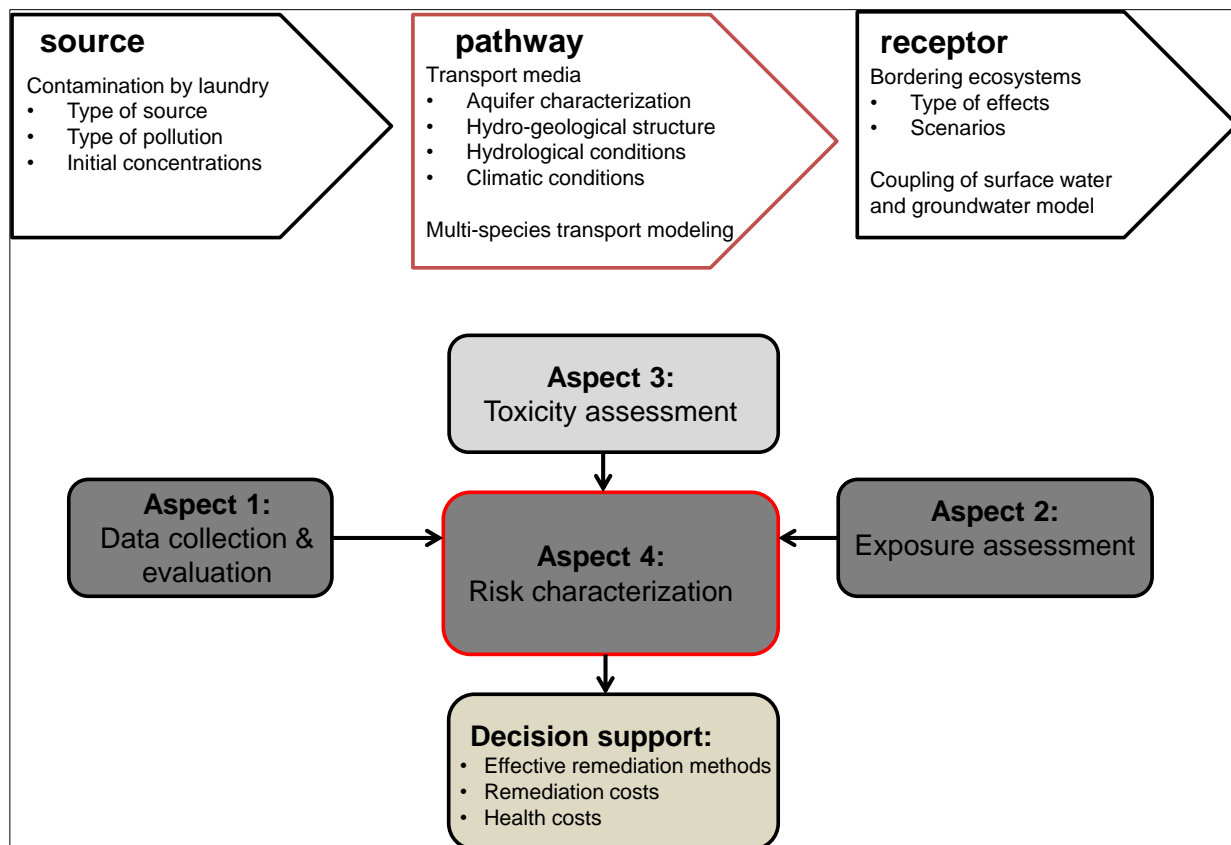 source
Contamination by laundry
• Type of source
• Type of pollution
• Initial concentrations
pathway
Transport media
• Aquifer characterization
• Hydro-geological structure
• Hydrological conditions
• Climatic conditions
Multi-species transport modeling
receptor
Bordering ecosystems
• Type of effects
• Scenarios
Coupling of surface water
and groundwater model
Aspect 3:
Toxicity assessment
Aspect 1:
Data collection &
evaluation
Aspect 4:
Risk characterization
Aspect 2:
Exposure assessment
Decision support:
• Effective remediation methods
• Remediation costs
• Health costs